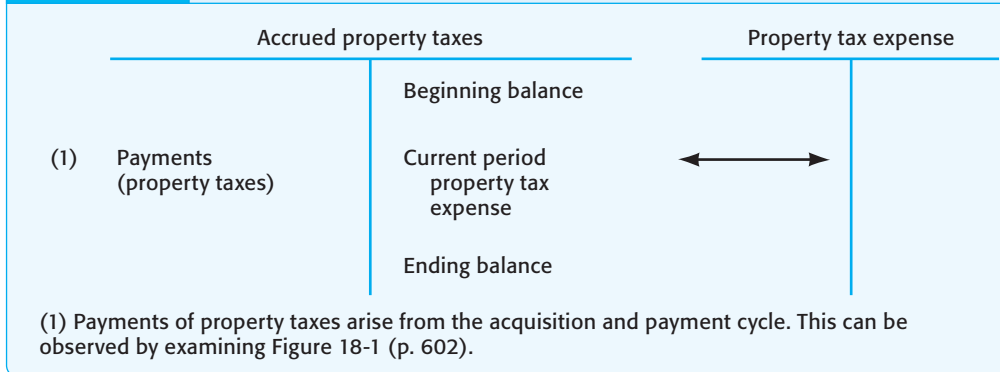 Accrued property taxes
Property tax expense
Beginning balance
(1) Payments
(property taxes)
Current period
property tax
expense
Ending balance
(1) Payments of property taxes arise from the acquisition and payment cycle. This can be
observed by examining Figure 18-1 (p. 602).